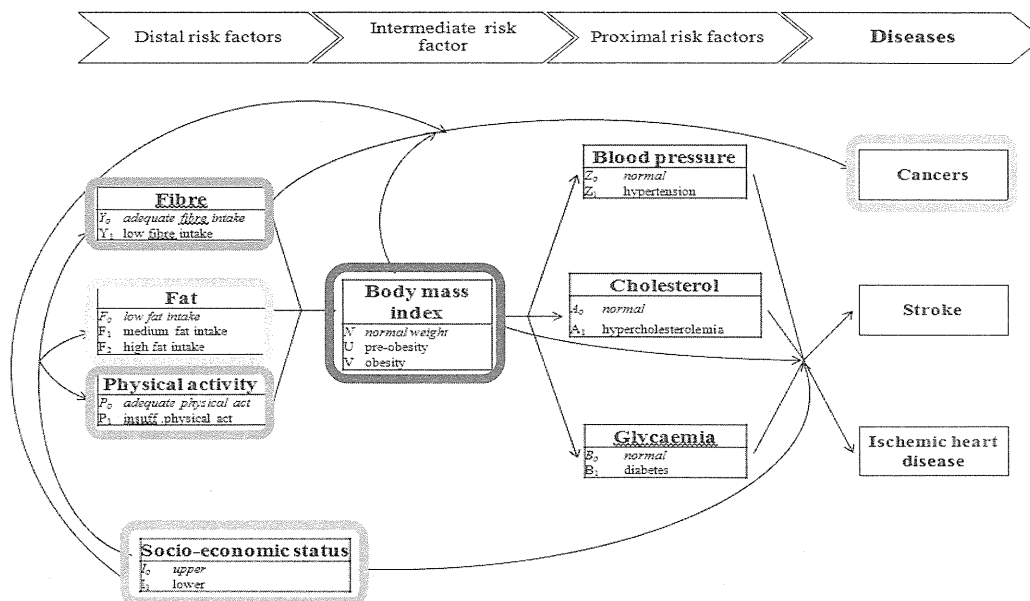 Distal risk factors
Intermediate risk
factor
Proximal risk factors
Diseases
Fibre
Y₀ adequate fibre intake
Y₁ low fibre intake
Fat
F₀ low fat intake
F₁ medium fat intake
F₂ high fat intake
Physical activity
P₀ adequate physical act
P₁ insuff .physical act
Socio-economic status
I₀ upper
I₁ lower
Body mass
index
N normal weight
U pre-obesity
V obesity
Blood pressure
Z₀ normal
Z₁ hypertension
Cholesterol
A₀ normal
A₁ hypercholesterolemia
Glycaemia
B₀ normal
B₁ diabetes
Cancers
Stroke
Ischemic heart
disease